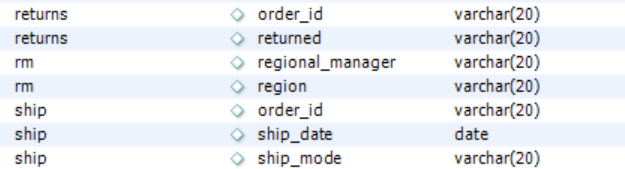 returns order_id varchar(20)
returns returned varchar(20)
rm regional_manager varchar(20)
rm region varchar(20)
ship order_id varchar(20)
ship ship_date date
ship ship_mode varchar(20)